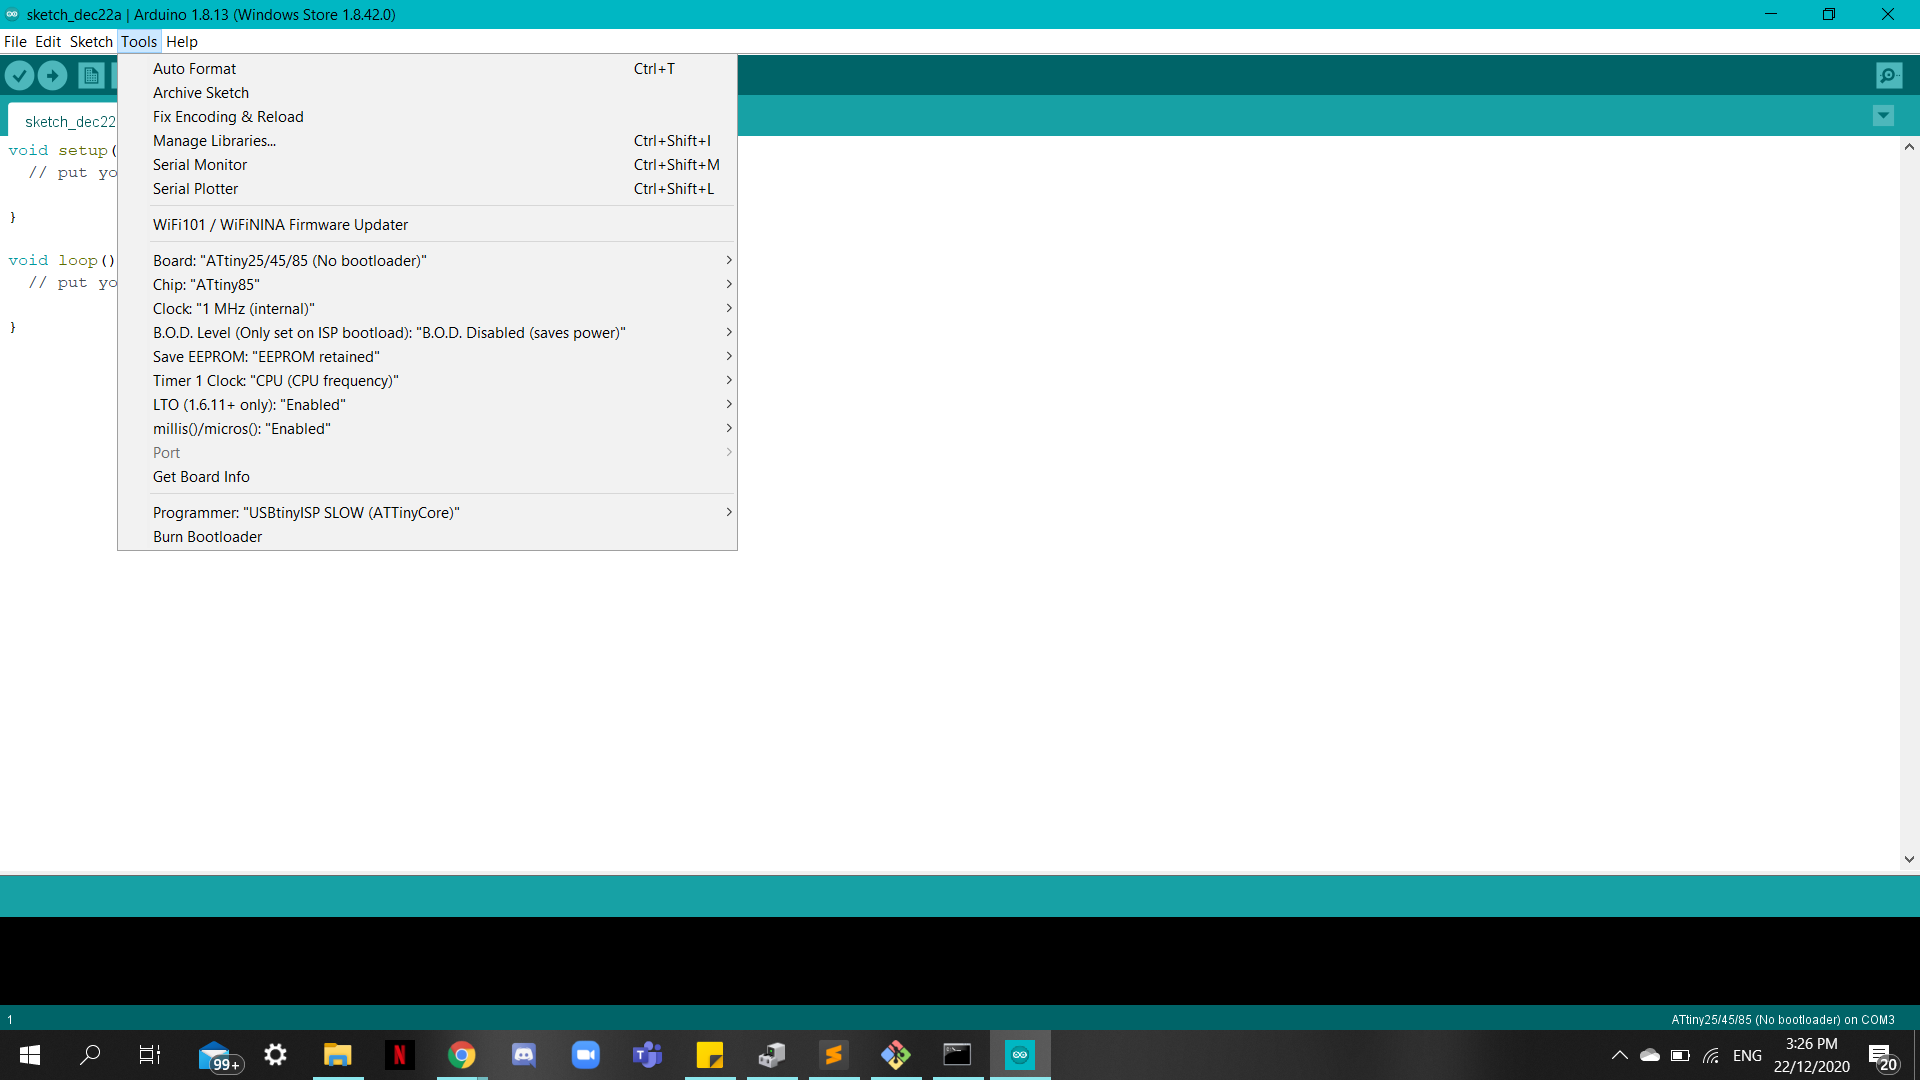 sketch_dec22a | Arduino 1.8.13 (Windows Store 1.8.42.0)
File Edit Sketch Tools Help
Auto Format Ctrl+T
Archive Sketch
Fix Encoding & Reload
Manage Libraries... Ctrl+Shift+I
Serial Monitor Ctrl+Shift+M
Serial Plotter Ctrl+Shift+L
WiFi101 / WiFiNINA Firmware Updater
Board: "ATtiny25/45/85 (No bootloader)"
Chip: "ATtiny85"
Clock: "1 MHz (internal)"
B.O.D. Level (Only set on ISP bootload): "B.O.D. Disabled (saves power)"
Save EEPROM: "EEPROM retained"
Timer 1 Clock: "CPU (CPU frequency)"
LTO (1.6.11+ only): "Enabled"
millis()/micros(): "Enabled"
Port
Get Board Info
Programmer: "USBtinyISP SLOW (ATTinyCore)"
Burn Bootloader
sketch_dec22
void setup(
// put yo
}
void loop()
// put yo
}
1
ATtiny25/45/85 (No bootloader) on COM3
99+
N
ENG
3:26 PM
22/12/2020
20